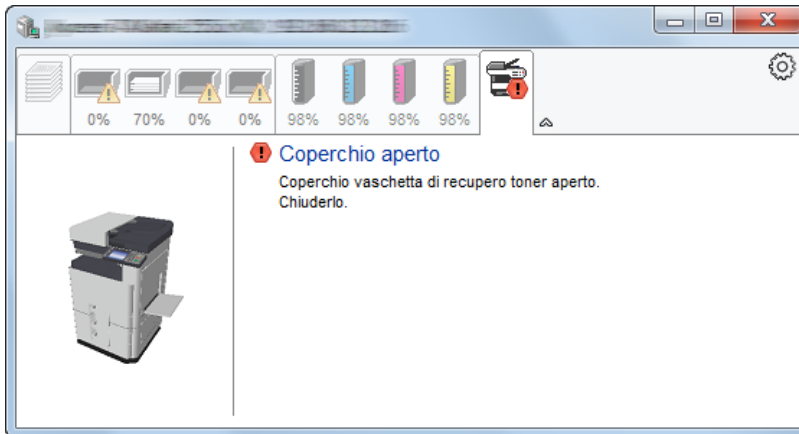 0% 70% 0% 0% 98% 98% 98% 98%
Coperchio aperto
Coperchio vaschetta di recupero toner aperto.
Chiuderlo.